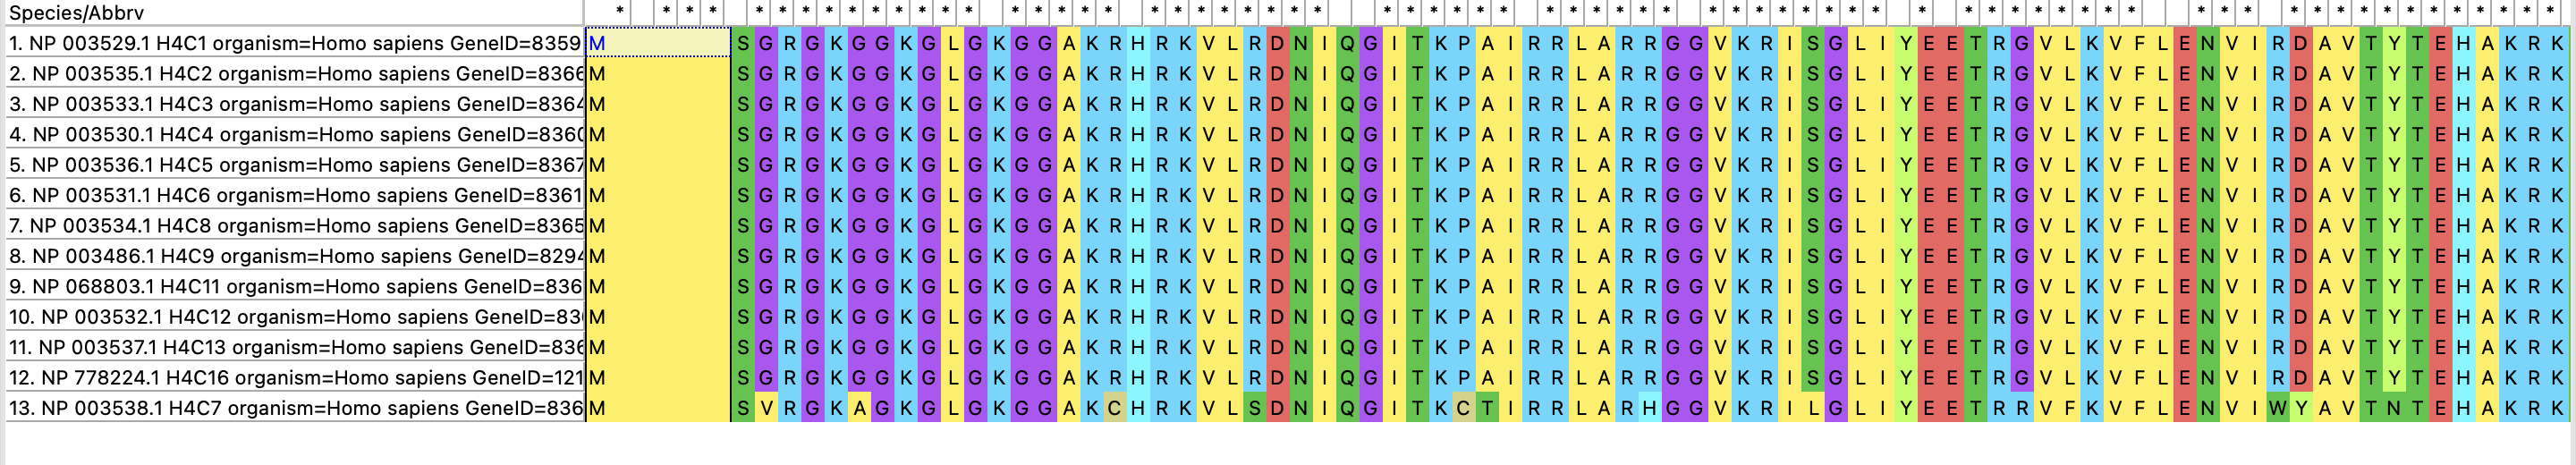 Species/Abbrv * * * * * * * * * * * * * * * * * * * * * * * * * * * * * * * * * * * * * * * * * * * * * * * * * * * * * * * * * * * * * * * * * * * * * * *
1. NP 003529.1 H4C1 organism=Homo sapiens GeneID=8359 M S G R G K G G K G L G K G G A K R H R K V L R D N I Q G I T K P A I R R L A R R G G V K R I S G L I Y E E T R G V L K V F L E N V I R D A V T Y T E H A K R K
2. NP 003535.1 H4C2 organism=Homo sapiens GeneID=8366 M S G R G K G G K G L G K G G A K R H R K V L R D N I Q G I T K P A I R R L A R R G G V K R I S G L I Y E E T R G V L K V F L E N V I R D A V T Y T E H A K R K
3. NP 003533.1 H4C3 organism=Homo sapiens GeneID=8364 M S G R G K G G K G L G K G G A K R H R K V L R D N I Q G I T K P A I R R L A R R G G V K R I S G L I Y E E T R G V L K V F L E N V I R D A V T Y T E H A K R K
4. NP 003530.1 H4C4 organism=Homo sapiens GeneID=8360 M S G R G K G G K G L G K G G A K R H R K V L R D N I Q G I T K P A I R R L A R R G G V K R I S G L I Y E E T R G V L K V F L E N V I R D A V T Y T E H A K R K
5. NP 003536.1 H4C5 organism=Homo sapiens GeneID=8367 M S G R G K G G K G L G K G G A K R H R K V L R D N I Q G I T K P A I R R L A R R G G V K R I S G L I Y E E T R G V L K V F L E N V I R D A V T Y T E H A K R K
6. NP 003531.1 H4C6 organism=Homo sapiens GeneID=8361 M S G R G K G G K G L G K G G A K R H R K V L R D N I Q G I T K P A I R R L A R R G G V K R I S G L I Y E E T R G V L K V F L E N V I R D A V T Y T E H A K R K
7. NP 003534.1 H4C8 organism=Homo sapiens GeneID=8365 M S G R G K G G K G L G K G G A K R H R K V L R D N I Q G I T K P A I R R L A R R G G V K R I S G L I Y E E T R G V L K V F L E N V I R D A V T Y T E H A K R K
8. NP 003486.1 H4C9 organism=Homo sapiens GeneID=8294 M S G R G K G G K G L G K G G A K R H R K V L R D N I Q G I T K P A I R R L A R R G G V K R I S G L I Y E E T R G V L K V F L E N V I R D A V T Y T E H A K R K
9. NP 068803.1 H4C11 organism=Homo sapiens GeneID=836 M S G R G K G G K G L G K G G A K R H R K V L R D N I Q G I T K P A I R R L A R R G G V K R I S G L I Y E E T R G V L K V F L E N V I R D A V T Y T E H A K R K
10. NP 003532.1 H4C12 organism=Homo sapiens GeneID=83 M S G R G K G G K G L G K G G A K R H R K V L R D N I Q G I T K P A I R R L A R R G G V K R I S G L I Y E E T R G V L K V F L E N V I R D A V T Y T E H A K R K
11. NP 003537.1 H4C13 organism=Homo sapiens GeneID=836 M S G R G K G G K G L G K G G A K R H R K V L R D N I Q G I T K P A I R R L A R R G G V K R I S G L I Y E E T R G V L K V F L E N V I R D A V T Y T E H A K R K
12. NP 778224.1 H4C16 organism=Homo sapiens GeneID=121 M S G R G K G G K G L G K G G A K R H R K V L R D N I Q G I T K P A I R R L A R R G G V K R I S G L I Y E E T R G V L K V F L E N V I R D A V T Y T E H A K R K
13. NP 003538.1 H4C7 organism=Homo sapiens GeneID=836 M S V R G K A G K G L G K G G A K C H R K V L S D N I Q G I T K C T I R R L A R H G G V K R I L G L I Y E E T R R V F K V F L E N V I W Y A V T N T E H A K R K